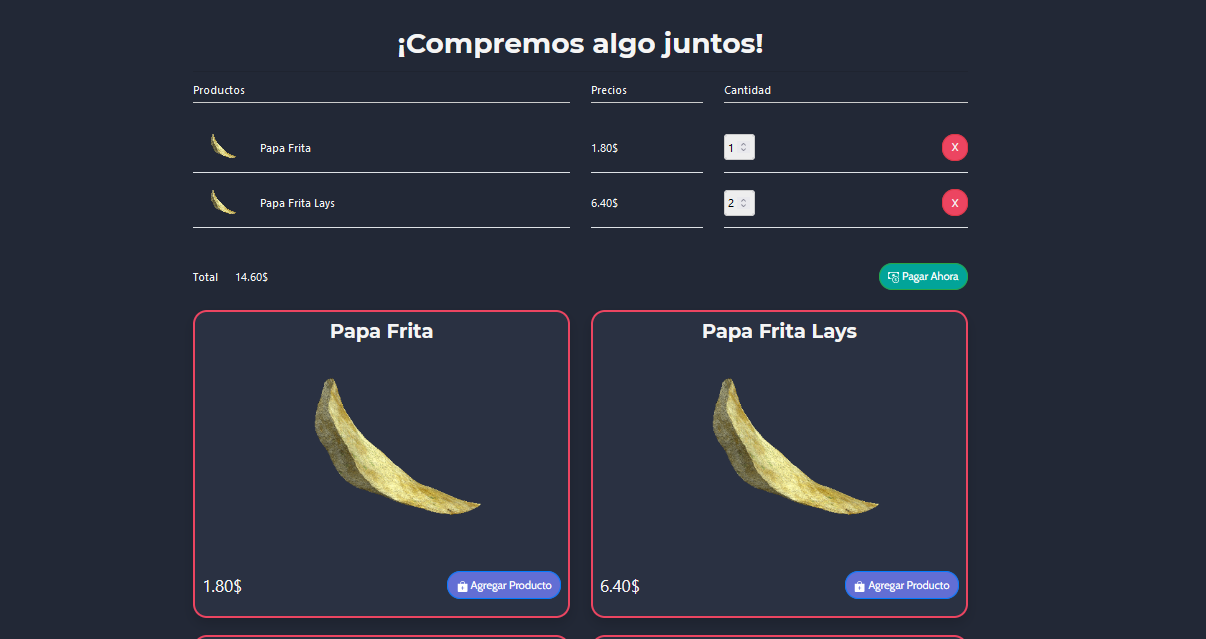 ¡Compremos algo juntos!
Productos Precios Cantidad
Papa Frita 1.80$ 1 X
Papa Frita Lays 6.40$ 2 X
Total 14.60$ Pagar Ahora
Papa Frita
1.80$ Agregar Producto
Papa Frita Lays
6.40$ Agregar Producto